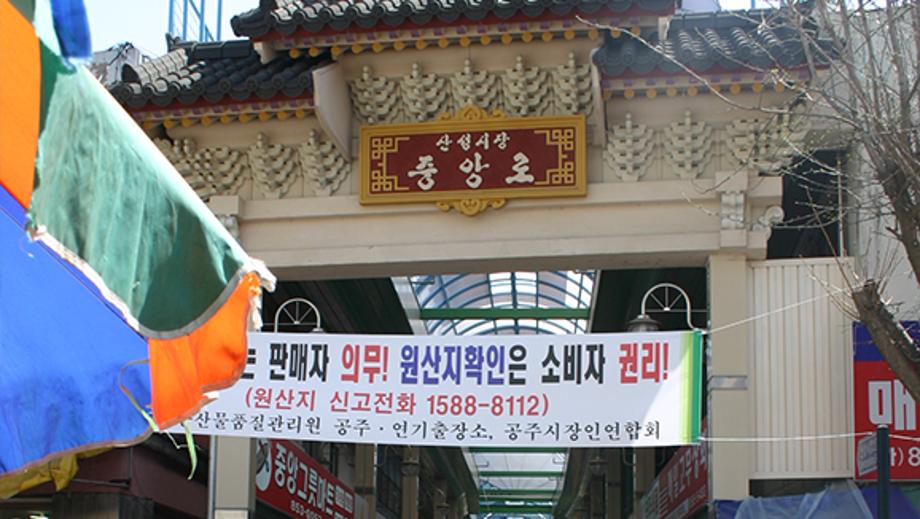 산성시장
중앙로
는 판매자 의무! 원산지확인은 소비자 권리!
(원산지 신고전화 1588-8112)
산물품질관리원 공주·연기출장소, 공주시장인연합회
중앙그릇마트